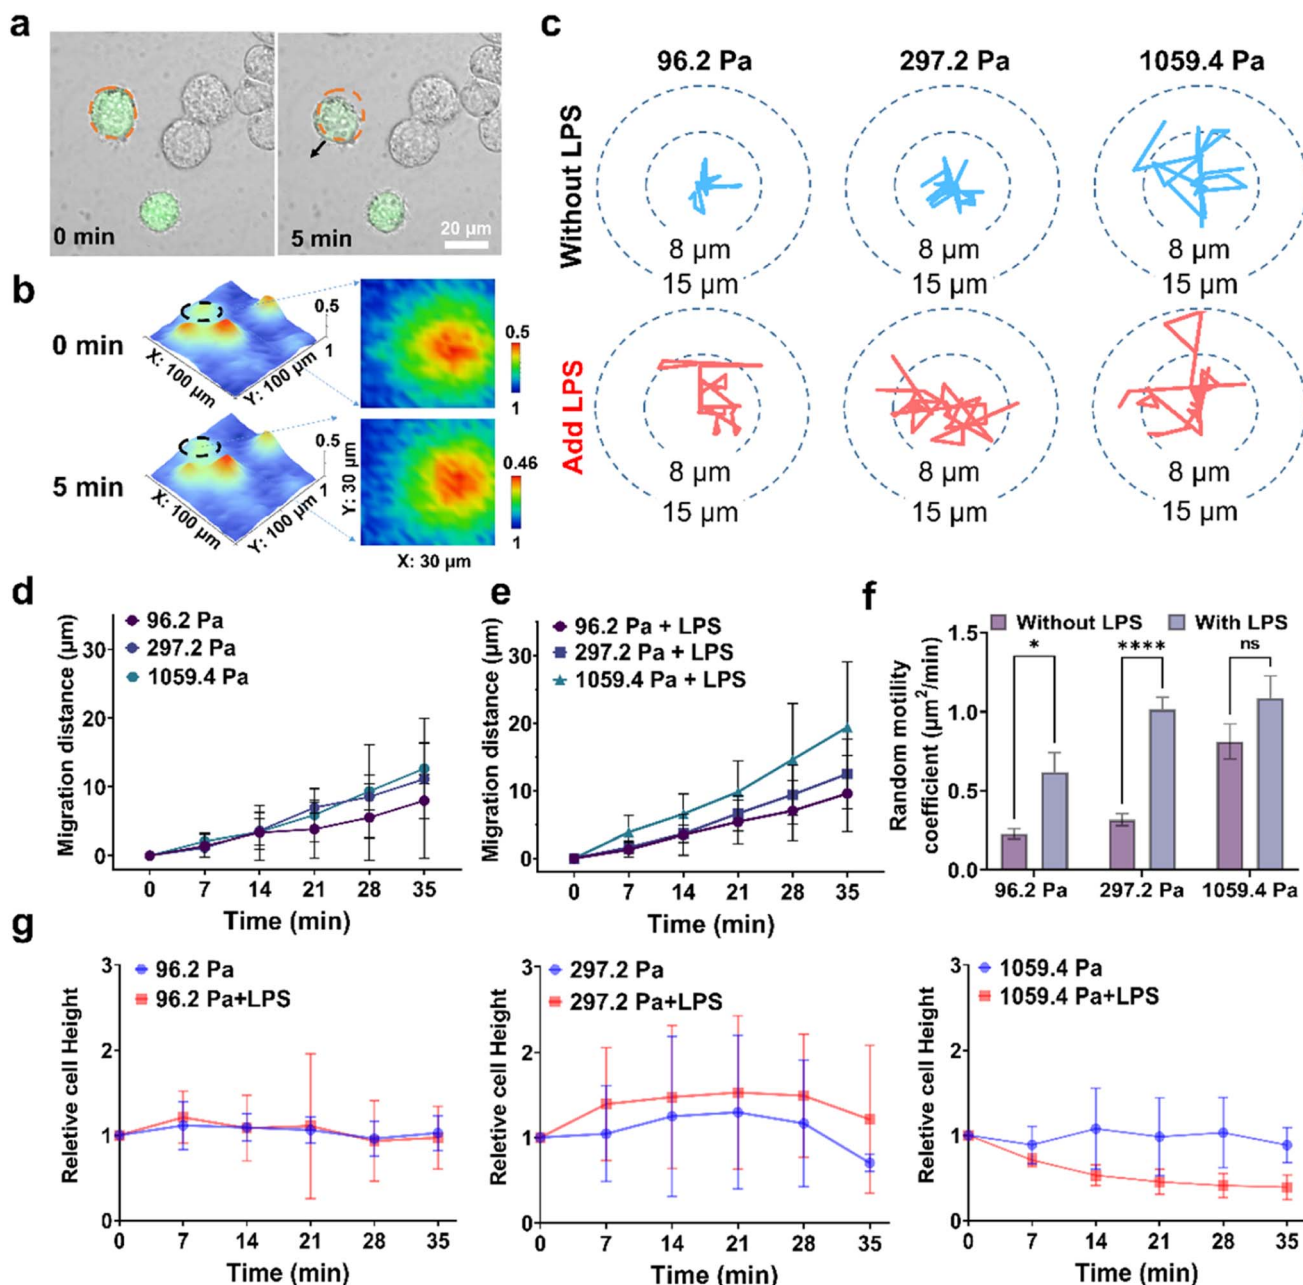 a
0 min
5 min
20 µm
b
0 min
0.5
1
X: 100 µm
Y: 100 µm
0.5
1
5 min
0.5
1
X: 100 µm
Y: 100 µm
0.46
1
Y: 30 µm
X: 30 µm
c
96.2 Pa
297.2 Pa
1059.4 Pa
Without LPS
8 µm
15 µm
8 µm
15 µm
8 µm
15 µm
Add LPS
8 µm
15 µm
8 µm
15 µm
8 µm
15 µm
d
96.2 Pa
297.2 Pa
1059.4 Pa
Migration distance (µm)
30
20
10
0
0 7 14 21 28 35
Time (min)
e
96.2 Pa + LPS
297.2 Pa + LPS
1059.4 Pa + LPS
Migration distance (µm)
30
20
10
0
0 7 14 21 28 35
Time (min)
f
Without LPS
With LPS
Random motility
coefficient (µm²/min)
1.5
1.0
0.5
0.0
*
****
ns
96.2 Pa 297.2 Pa 1059.4 Pa
g
96.2 Pa
96.2 Pa+LPS
Reletive cell Height
3
2
1
0
0 7 14 21 28 35
Time (min)
297.2 Pa
297.2 Pa+LPS
Reletive cell Height
3
2
1
0
0 7 14 21 28 35
Time (min)
1059.4 Pa
1059.4 Pa+LPS
Reletive cell Height
3
2
1
0
0 7 14 21 28 35
Time (min)